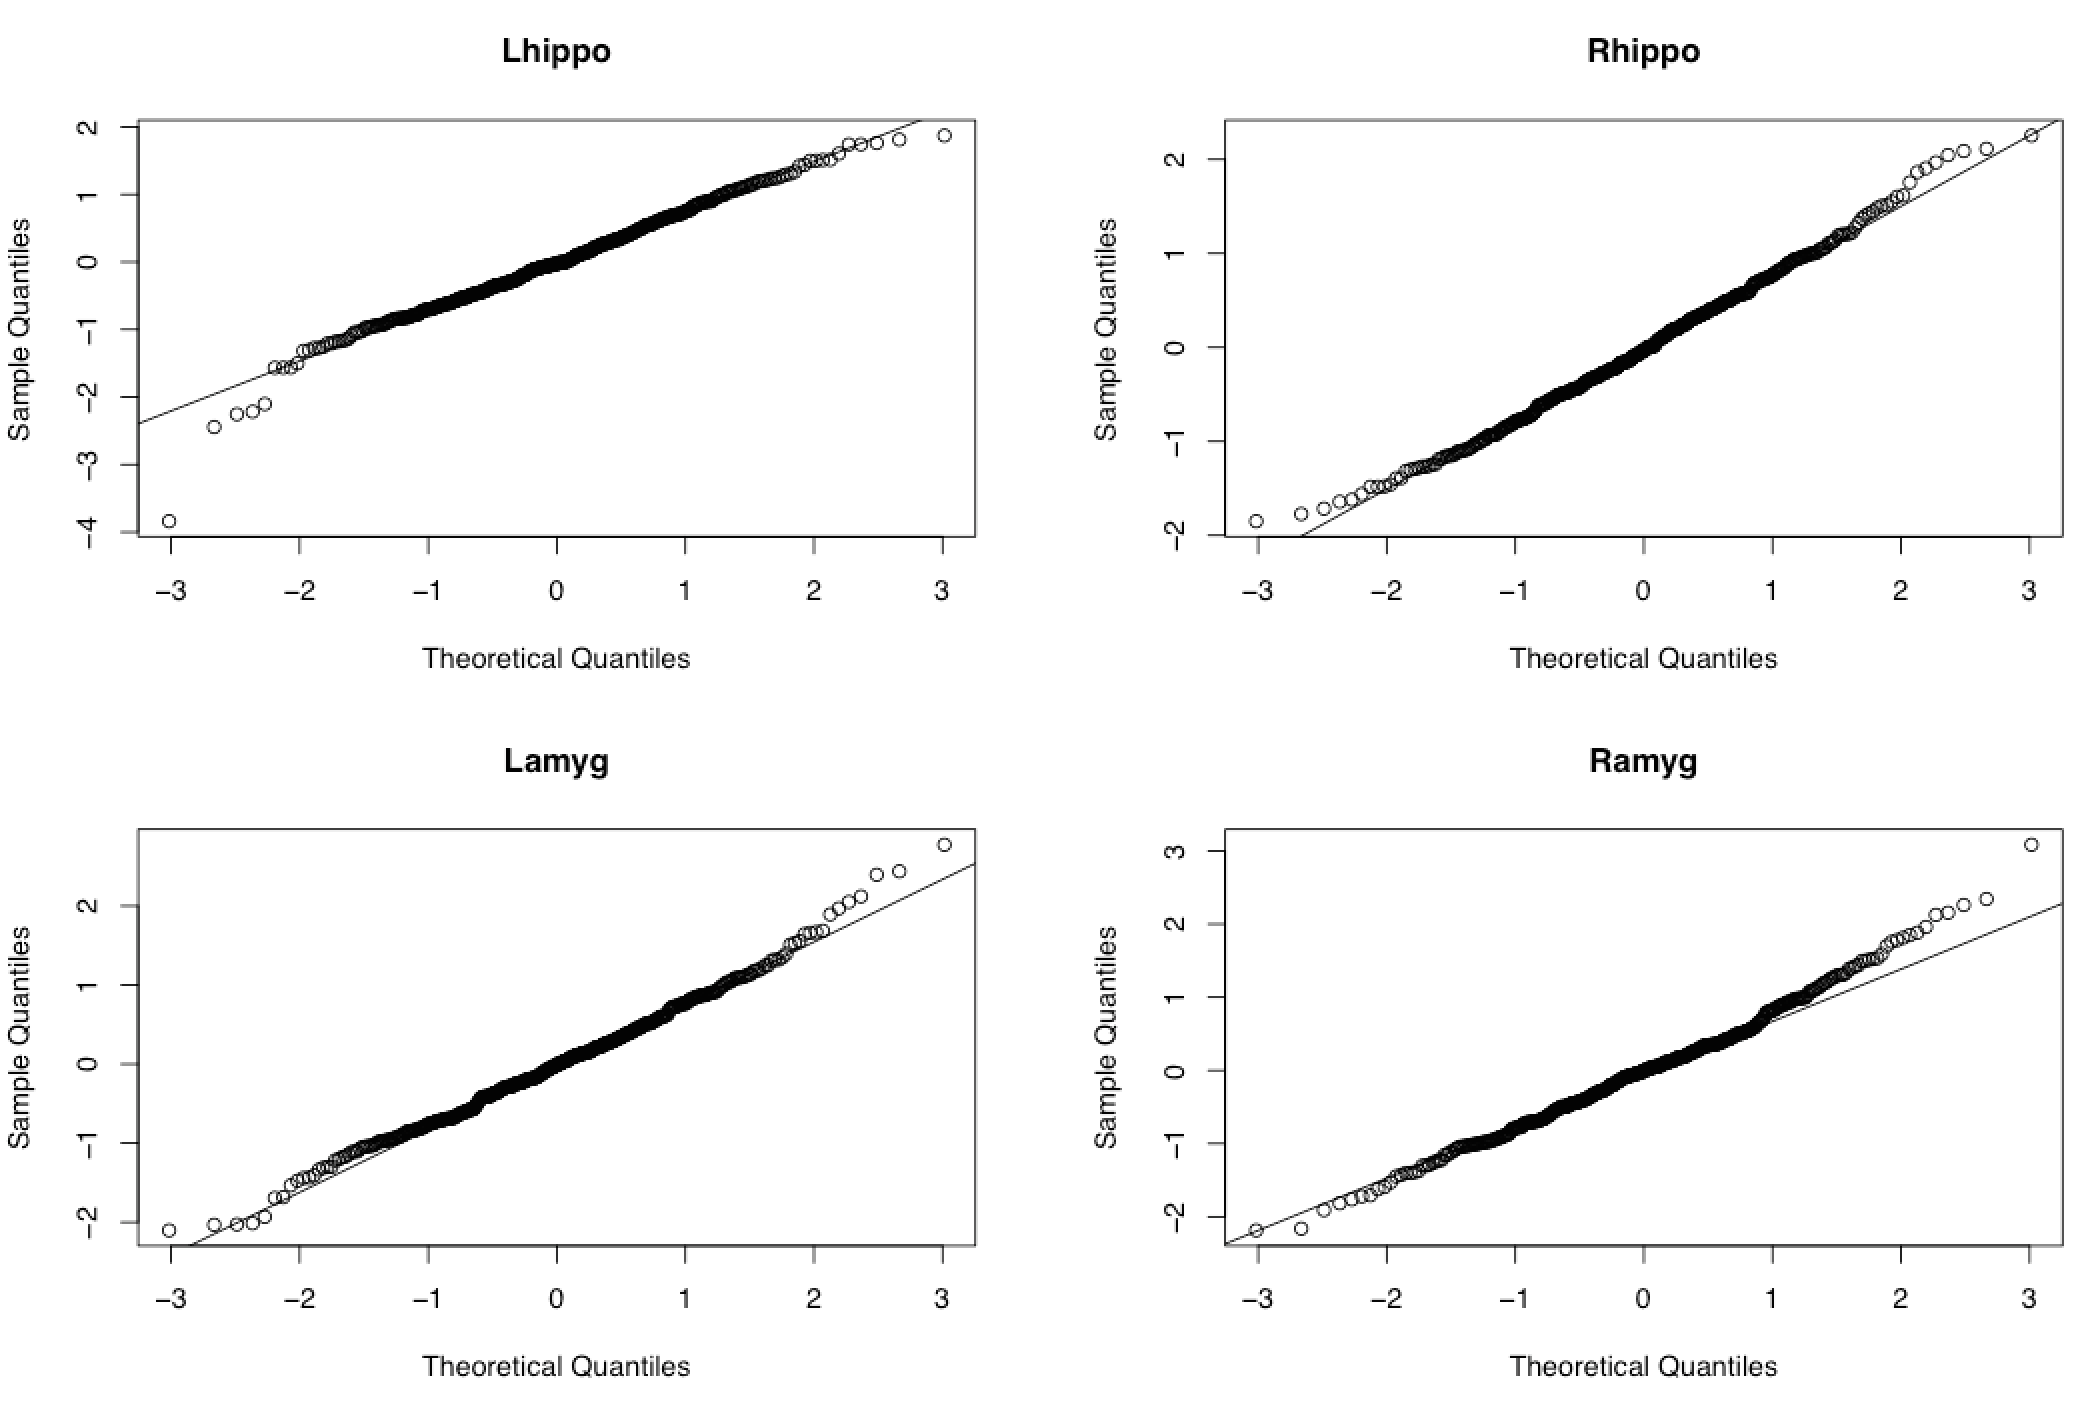 Lhippo
Sample Quantiles
2
1
0
−1
−2
−3
−4
−3 −2 −1 0 1 2 3
Theoretical Quantiles
Rhippo
Sample Quantiles
2
1
0
−1
−2
−3 −2 −1 0 1 2 3
Theoretical Quantiles
Lamyg
Sample Quantiles
2
1
0
−1
−2
−3 −2 −1 0 1 2 3
Theoretical Quantiles
Ramyg
Sample Quantiles
3
2
1
0
−1
−2
−3 −2 −1 0 1 2 3
Theoretical Quantiles